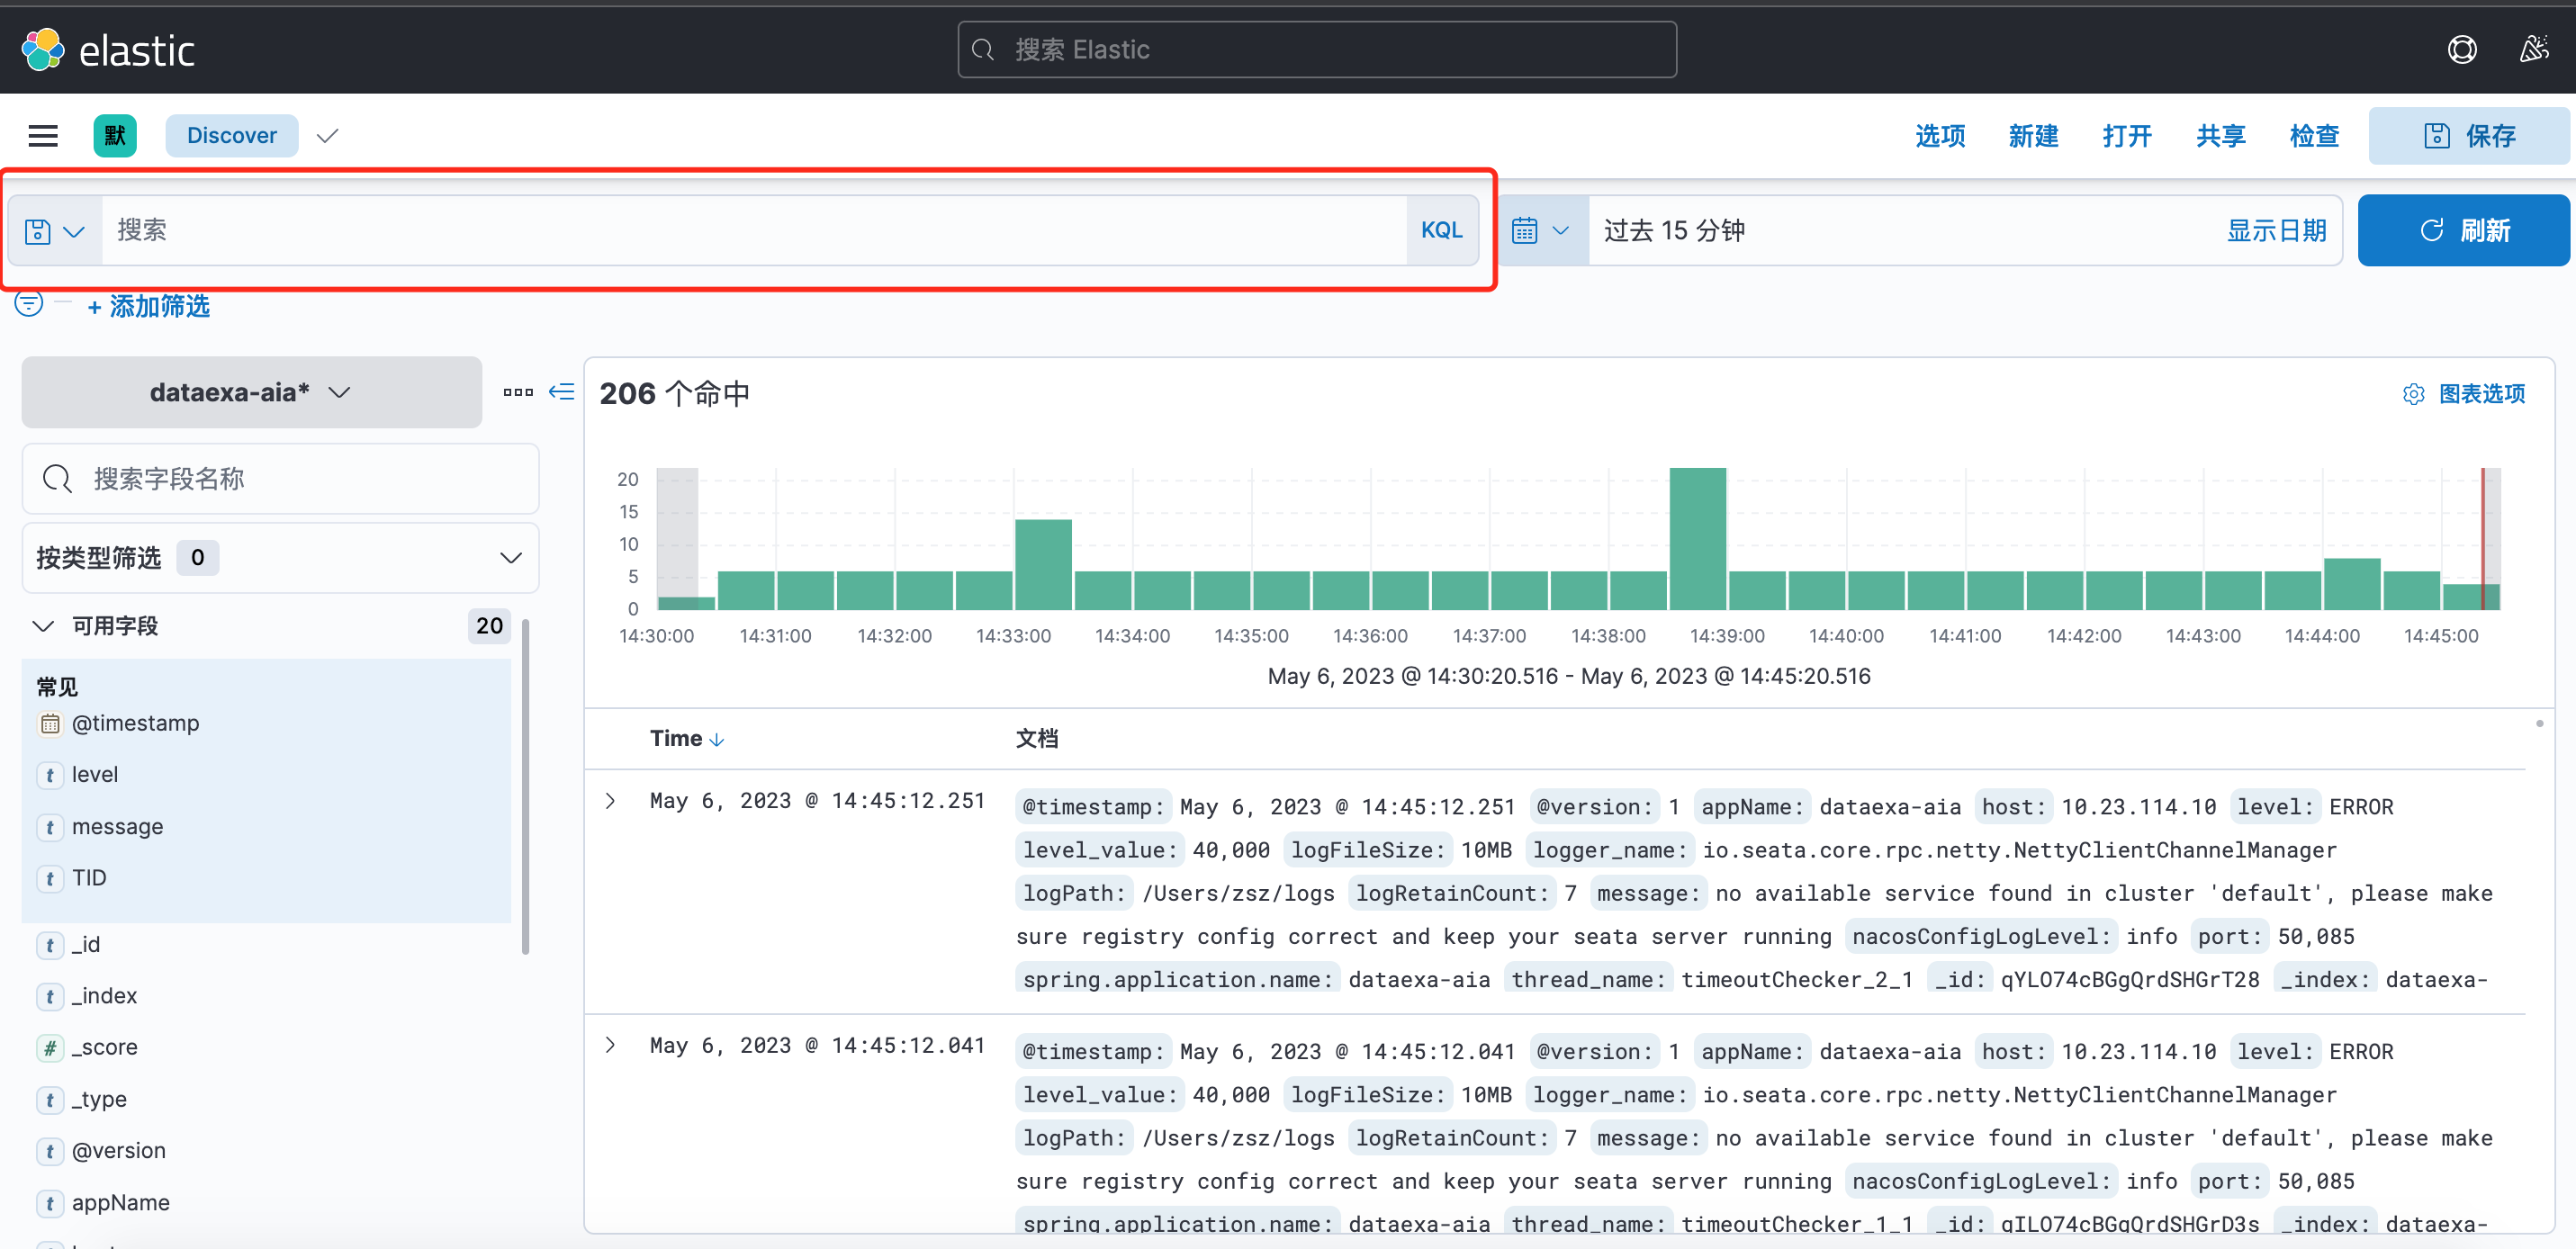 elastic
搜索 Elastic
默
Discover
选项
新建
打开
共享
检查
保存
搜索
KQL
过去 15 分钟
显示日期
刷新
+ 添加筛选
dataexa-aia*
搜索字段名称
按类型筛选 0
可用字段 20
常见
@timestamp
t level
t message
t TID
t _id
t _index
# _score
t _type
t @version
t appName
206 个命中
图表选项
20
15
10
5
0
14:30:00 14:31:00 14:32:00 14:33:00 14:34:00 14:35:00 14:36:00 14:37:00 14:38:00 14:39:00 14:40:00 14:41:00 14:42:00 14:43:00 14:44:00 14:45:00
May 6, 2023 @ 14:30:20.516 - May 6, 2023 @ 14:45:20.516
Time 文档
May 6, 2023 @ 14:45:12.251
@timestamp: May 6, 2023 @ 14:45:12.251 @version: 1 appName: dataexa-aia host: 10.23.114.10 level: ERROR
level_value: 40,000 logFileSize: 10MB logger_name: io.seata.core.rpc.netty.NettyClientChannelManager
logPath: /Users/zsz/logs logRetainCount: 7 message: no available service found in cluster 'default', please make
sure registry config correct and keep your seata server running nacosConfigLogLevel: info port: 50,085
spring.application.name: dataexa-aia thread_name: timeoutChecker_2_1 _id: qYLO74cBGgQrdSHGrT28 _index: dataexa-
May 6, 2023 @ 14:45:12.041
@timestamp: May 6, 2023 @ 14:45:12.041 @version: 1 appName: dataexa-aia host: 10.23.114.10 level: ERROR
level_value: 40,000 logFileSize: 10MB logger_name: io.seata.core.rpc.netty.NettyClientChannelManager
logPath: /Users/zsz/logs logRetainCount: 7 message: no available service found in cluster 'default', please make
sure registry config correct and keep your seata server running nacosConfigLogLevel: info port: 50,085
spring.application.name: dataexa-aia thread_name: timeoutChecker_1_1 _id: qILO74cBGgQrdSHGrD3s _index: dataexa-